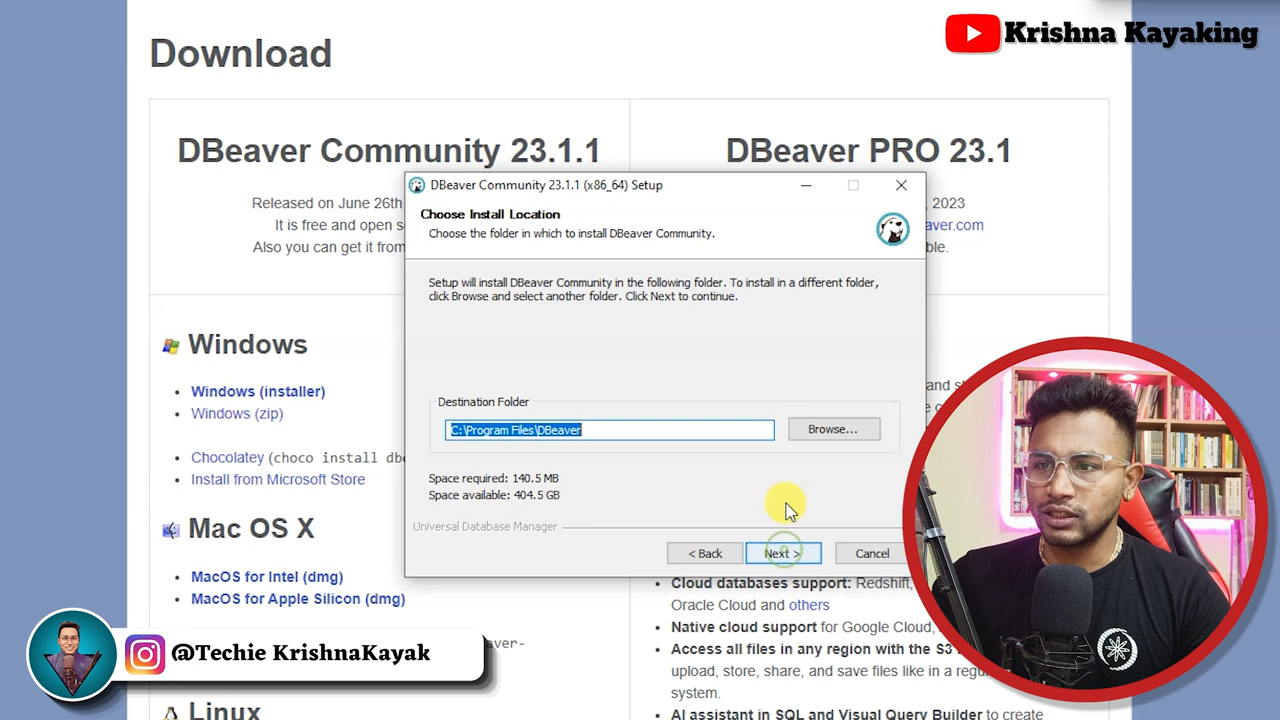 Krishna Kayaking
Download
DBeaver Community 23.1.1
Released on June 26th
It is free and open s
Also you can get it from
DBeaver PRO 23.1
, 2023
aver.com
ble.
DBeaver Community 23.1.1 (x86_64) Setup
Choose Install Location
Choose the folder in which to install DBeaver Community.
Setup will install DBeaver Community in the following folder. To install in a different folder,
click Browse and select another folder. Click Next to continue.
Destination Folder
C:\Program Files\DBeaver
Browse...
Space required: 140.5 MB
Space available: 404.5 GB
Universal Database Manager
< Back
Next >
Cancel
Windows
Windows (installer)
Windows (zip)
Chocolatey (choco install dbe
Install from Microsoft Store
Mac OS X
MacOS for Intel (dmg)
MacOS for Apple Silicon (dmg)
eaver-
Linux
Cloud databases support: Redshift,
Oracle Cloud and others
Native cloud support for Google Cloud,
Access all files in any region with the S3
upload, store, share, and save files like in a regu
system.
AI assistant in SQL and Visual Query Builder to create
@Techie KrishnaKayak